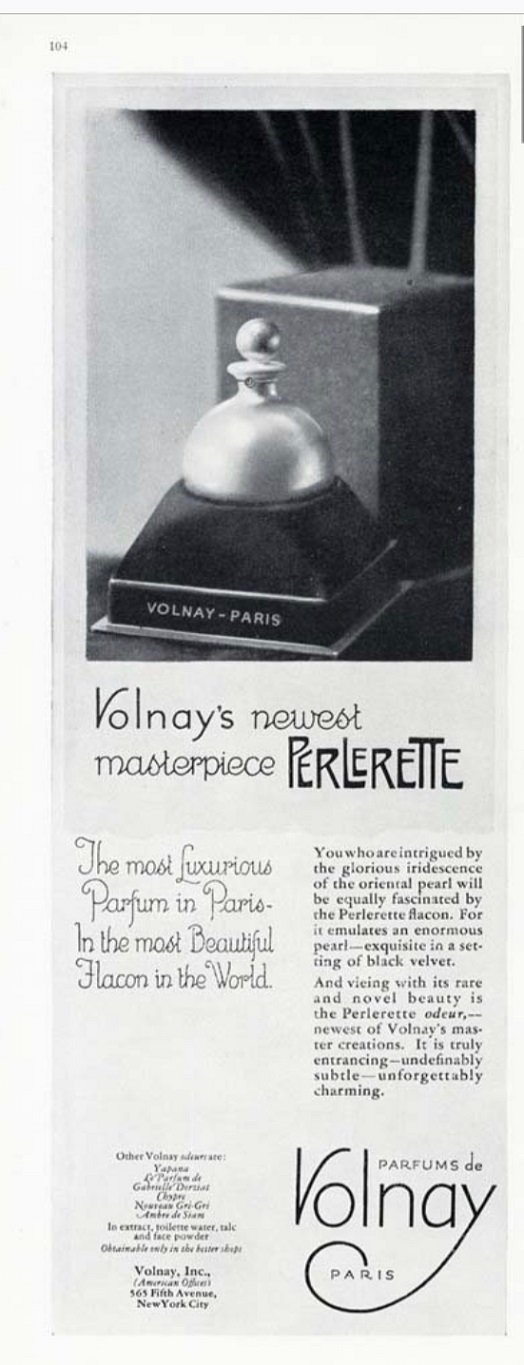 104
VOLNAY-PARIS
Volnay's newest
masterpiece PERLERETTE
The most Luxurious
Parfum in Paris-
In the most Beautiful
Flacon in the World.
You who are intrigued by
the glorious iridescence
of the oriental pearl will
be equally fascinated by
the Perlerette flacon. For
it emulates an enormous
pearl—exquisite in a set-
ting of black velvet.
And vieing with its rare
and novel beauty is
the Perlerette odeur,—
newest of Volnay's mas-
ter creations. It is truly
entrancing—undefinably
subtle—unforgettably
charming.
Other Volnay odeurs are:
Yapana
Le Parfum de
Gabrielle Dorziat
Chypre
Nouveau Gri-Gri
Ambre de Siam
In extract, toilette water, talc
and face powder
Obtainable only in the better shops
Volnay, Inc.,
(American Offices)
565 Fifth Avenue,
New York City
PARFUMS de
Volnay
PARIS